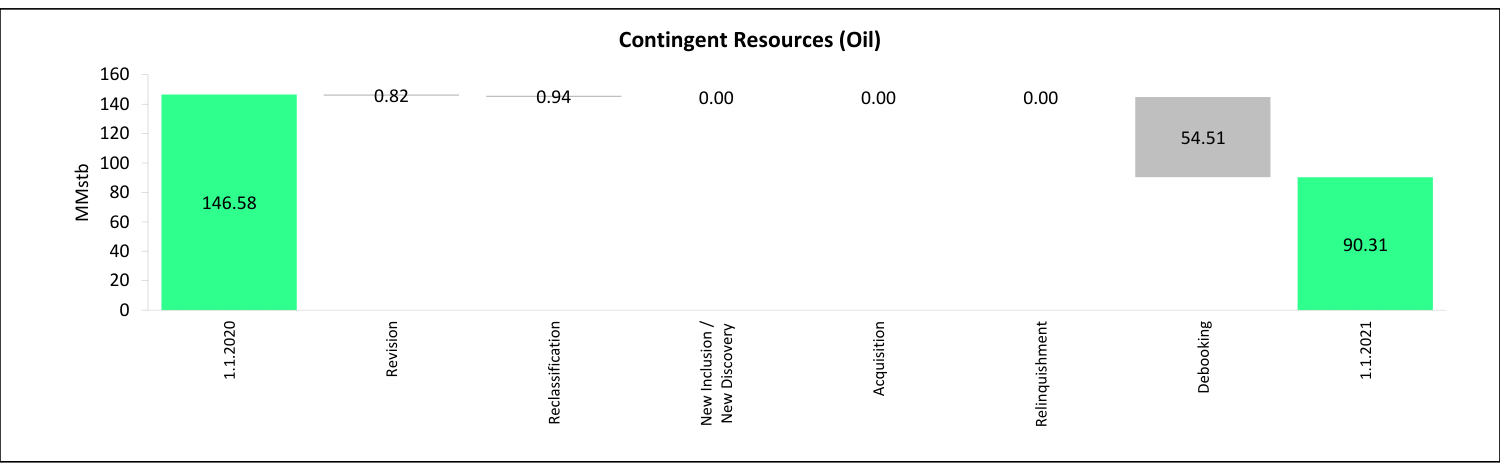 Contingent Resources (Oil)
MMstb
160
140
120
100
80
60
40
20
0
146.58
0.82
0.94
0.00
0.00
0.00
54.51
90.31
1.1.2020
Revision
Reclassification
New Inclusion /
New Discovery
Acquisition
Relinquishment
Debooking
1.1.2021